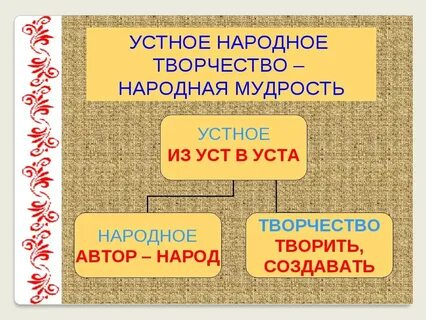 УСТНОЕ НАРОДНОЕ
ТВОРЧЕСТВО –
НАРОДНАЯ МУДРОСТЬ
УСТНОЕ
ИЗ УСТ В УСТА
НАРОДНОЕ
АВТОР – НАРОД
ТВОРЧЕСТВО
ТВОРИТЬ,
СОЗДАВАТЬ